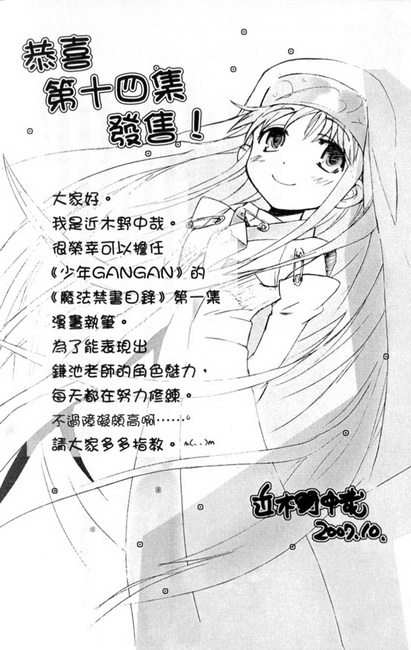 恭喜
第十四集
發售！
大家好。
我是近木野中哉。
很榮幸可以擔任
《少年GANGAN》的
《魔法禁書目錄》第一集
漫畫執筆。
為了能表現出
鎌池老師的角色魅力，
每天都在努力修鍊。
不過障礙頗高啊……〃
請大家多多指教。m(- -)m
近木野中哉
2007.10.